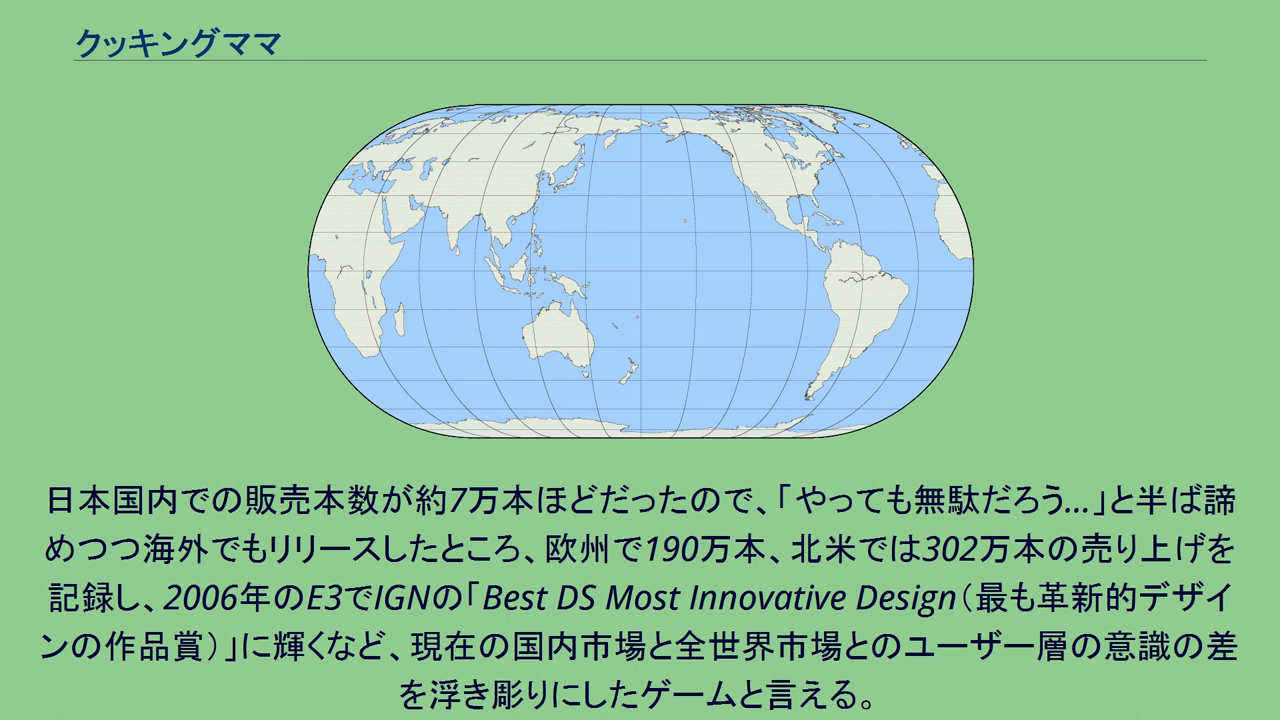 クッキングママ
日本国内での販売本数が約7万本ほどだったので、「やっても無駄だろう…」と半ば諦
めつつ海外でもリリースしたところ、欧州で190万本、北米では302万本の売り上げを
記録し、2006年のE3でIGNの「Best DS Most Innovative Design（最も革新的デザイ
ンの作品賞）」に輝くなど、現在の国内市場と全世界市場とのユーザー層の意識の差
を浮き彫りにしたゲームと言える。